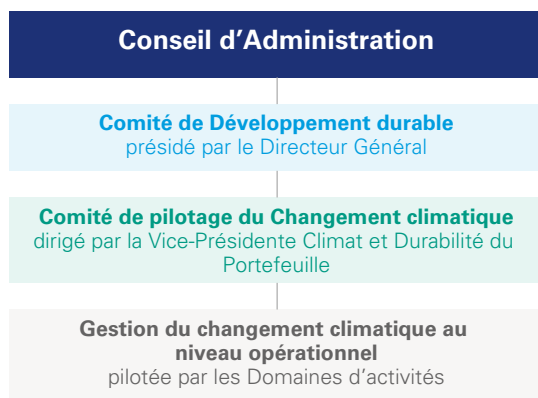 Conseil d’Administration
Comité de Développement durable
présidé par le Directeur Général
Comité de pilotage du Changement climatique
dirigé par la Vice-Présidente Climat et Durabilité du
Portefeuille
Gestion du changement climatique au
niveau opérationnel
pilotée par les Domaines d’activités